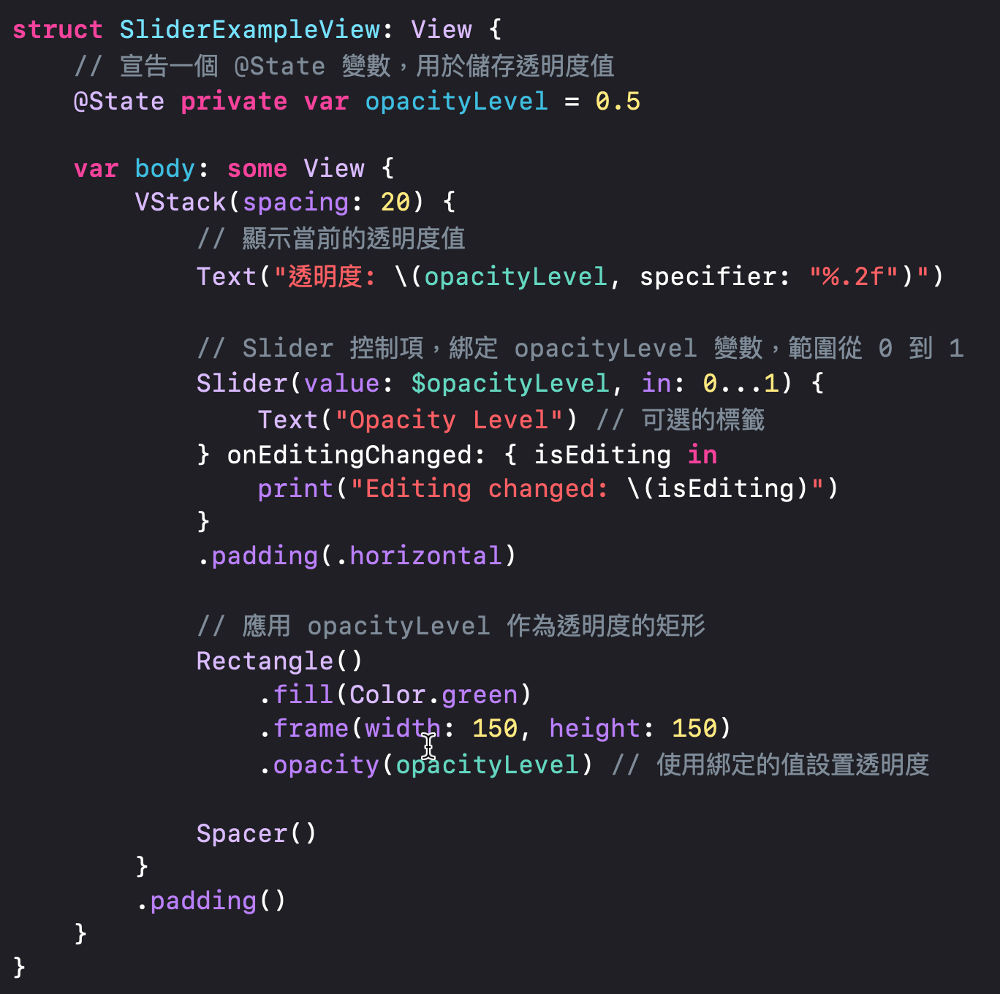 struct SliderExampleView: View {
    // 宣告一個 @State 變數，用於儲存透明度值
    @State private var opacityLevel = 0.5

    var body: some View {
        VStack(spacing: 20) {
            // 顯示當前的透明度值
            Text("透明度: \(opacityLevel, specifier: "%.2f")")

            // Slider 控制項，綁定 opacityLevel 變數，範圍從 0 到 1
            Slider(value: $opacityLevel, in: 0...1) {
                Text("Opacity Level") // 可選的標籤
            } onEditingChanged: { isEditing in
                print("Editing changed: \(isEditing)")
            }
            .padding(.horizontal)

            // 應用 opacityLevel 作為透明度的矩形
            Rectangle()
                .fill(Color.green)
                .frame(width: 150, height: 150)
                .opacity(opacityLevel) // 使用綁定的值設置透明度

            Spacer()
        }
        .padding()
    }
}